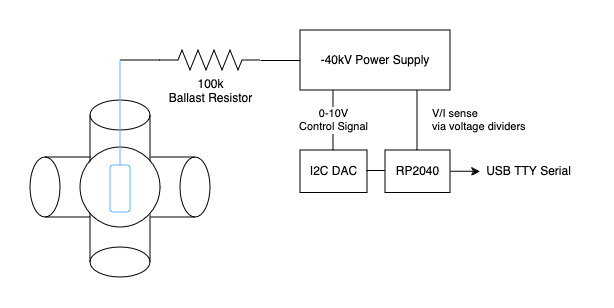 -40kV Power Supply
100k
Ballast Resistor
0-10V
Control Signal
V/I sense
via voltage dividers
I2C DAC
RP2040
USB TTY Serial